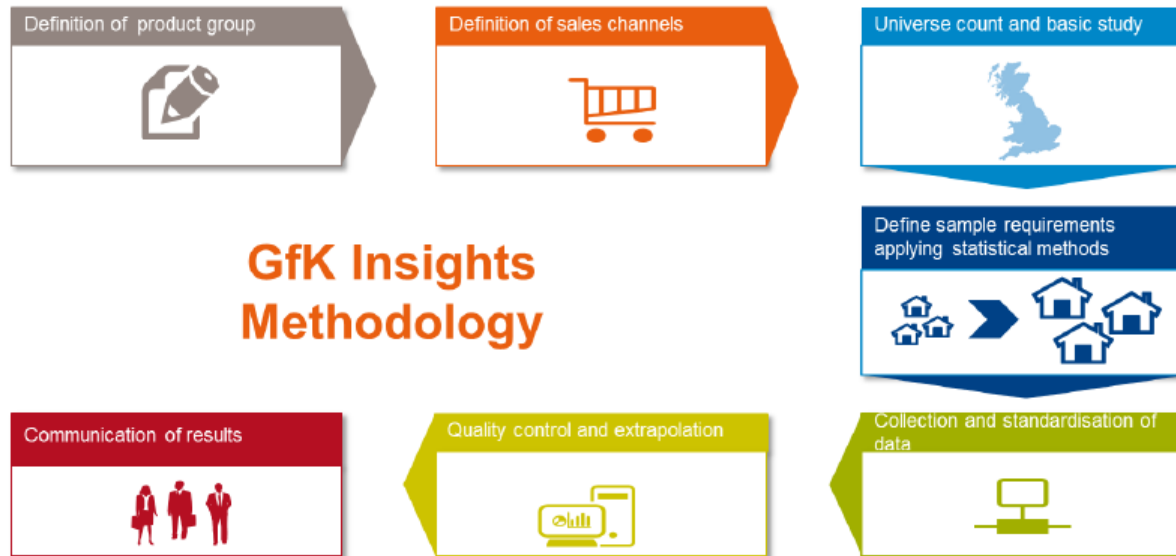 Definition of product group
Definition of sales channels
Universe count and basic study
Define sample requirements
applying statistical methods
GfK Insights
Methodology
Collection and standardisation of
data
Quality control and extrapolation
Communication of results